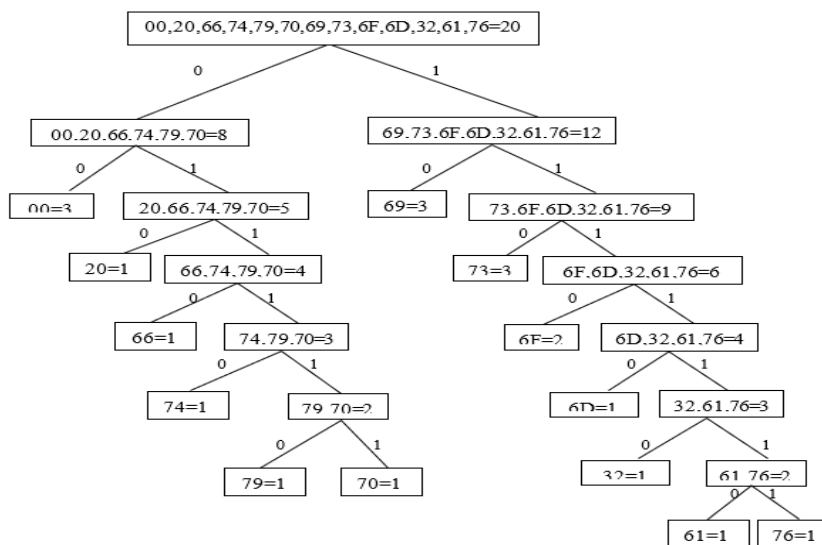 00,20,66,74,79,70,69,73,6F,6D,32,61,76=20
0 1
00.20.66.74.79.70=8 69.73.6F.6D.32.61.76=12
0 1 0 1
00=3 20.66.74.79.70=5 69=3 73.6F.6D.32.61.76=9
0 1 0 1
20=1 66.74.79.70=4 73=3 6F.6D.32.61.76=6
0 1 0 1
66=1 74.79.70=3 6F=2 6D.32.61.76=4
0 1 0 1
74=1 79.70=2 6D=1 32.61.76=3
0 1 0 1
79=1 70=1 32=1 61.76=2
0 1
61=1 76=1